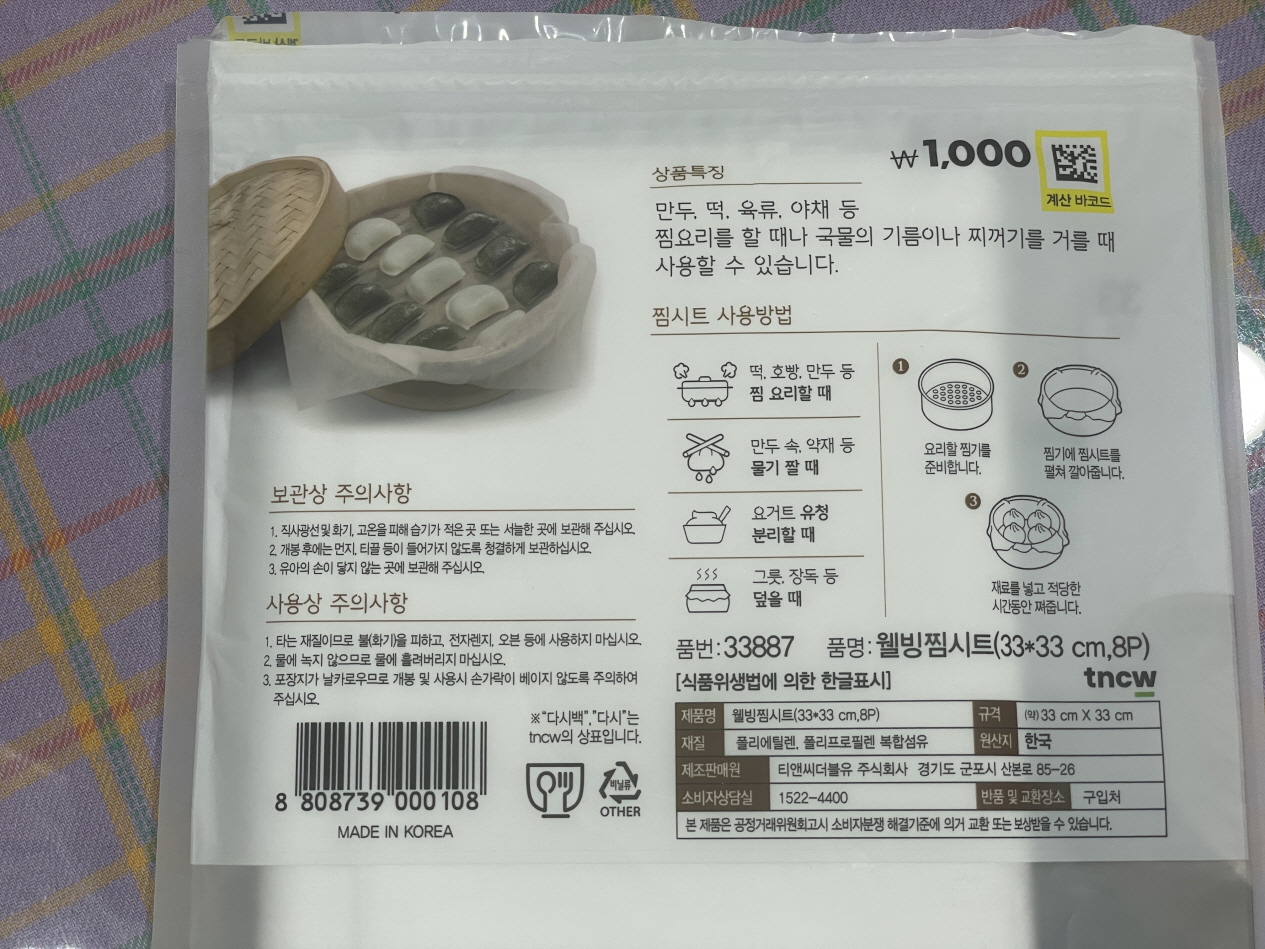 ₩1,000
계산 바코드
상품특징
만두, 떡, 육류, 야채 등
찜요리를 할 때나 국물의 기름이나 찌꺼기를 거를 때
사용할 수 있습니다.
찜시트 사용방법
떡, 호빵, 만두 등
찜 요리할 때
만두 속, 약재 등
물기 짤 때
요거트 유청
분리할 때
그릇, 장독 등
덮을 때
1
요리할 찜기를
준비합니다.
2
찜기에 찜시트를
펼쳐 깔아줍니다.
3
재료를 넣고 적당한
시간동안 쪄줍니다.
보관상 주의사항
1. 직사광선 및 화기, 고온을 피해 습기가 적은 곳 또는 서늘한 곳에 보관해 주십시오.
2. 개봉 후에는 먼지, 티끌 등이 들어가지 않도록 청결하게 보관하십시오.
3. 유아의 손이 닿지 않는 곳에 보관해 주십시오.
사용상 주의사항
1. 타는 재질이므로 불(화기)을 피하고, 전자렌지, 오븐 등에 사용하지 마십시오.
2. 물에 녹지 않으므로 물에 흘려버리지 마십시오.
3. 포장지가 날카로우므로 개봉 및 사용시 손가락이 베이지 않도록 주의하여
주십시오.
※"다시백","다시"는
tncw의 상표입니다.
8 808739 000108
MADE IN KOREA
비닐류
OTHER
품번:33887 품명:웰빙찜시트(33*33 cm,8P)
[식품위생법에 의한 한글표시]
tncw
제품명 웰빙찜시트(33*33 cm,8P) 규격 (약)33 cm X 33 cm
재질 폴리에틸렌, 폴리프로필렌 복합섬유 원산지 한국
제조판매원 티앤씨더블유 주식회사 경기도 군포시 산본로 85-26
소비자상담실 1522-4400 반품 및 교환장소 구입처
본 제품은 공정거래위원회고시 소비자분쟁 해결기준에 의거 교환 또는 보상받을 수 있습니다.